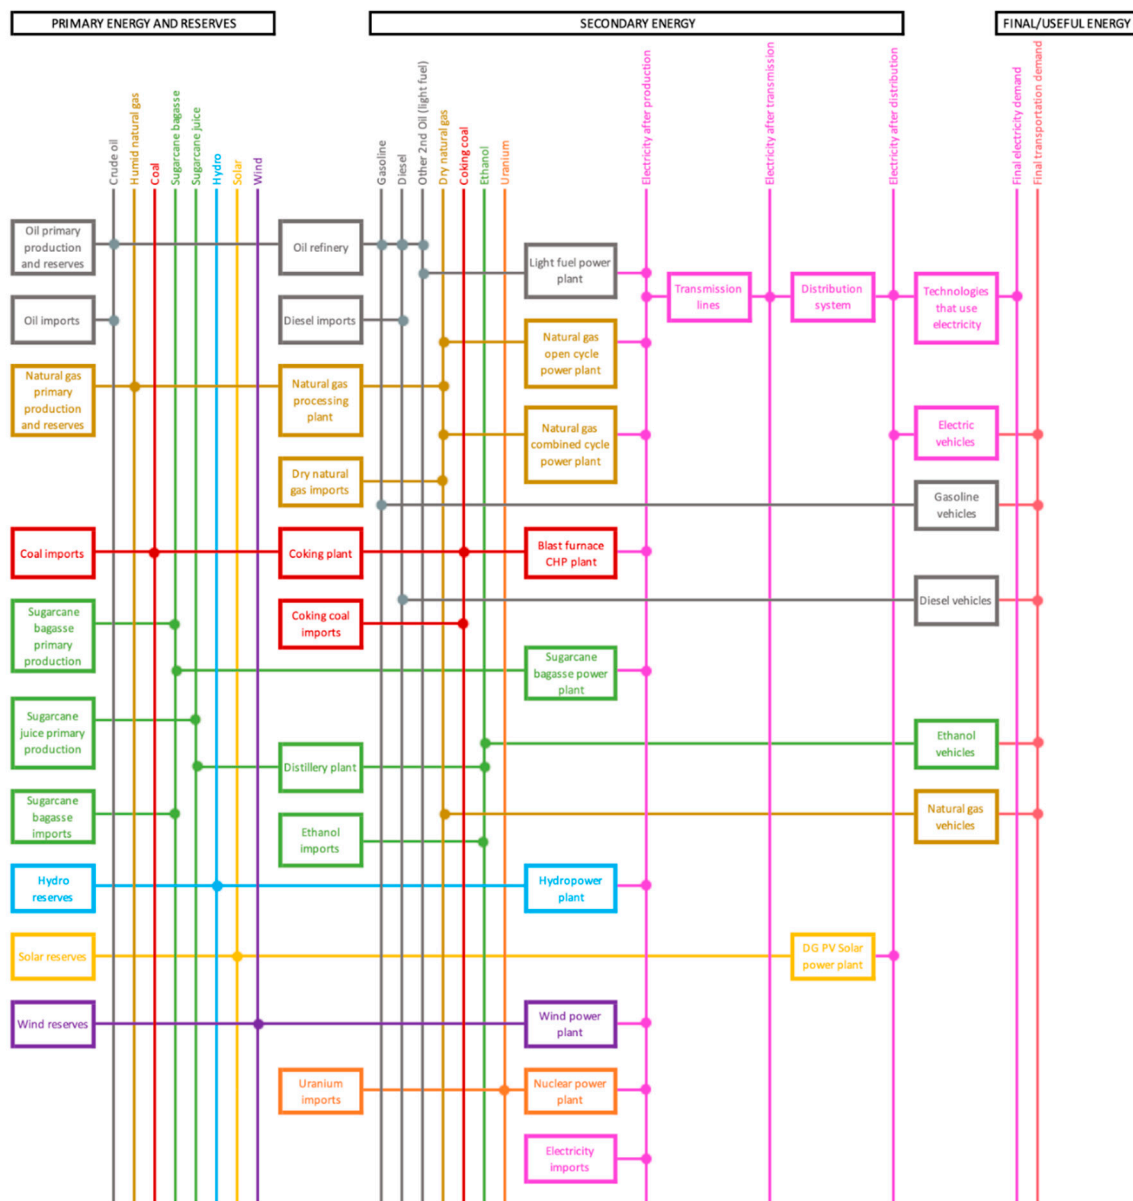 PRIMARY ENERGY AND RESERVES
SECONDARY ENERGY
FINAL/USEFUL ENERGY
Crude oil
Humid natural gas
Coal
Sugarcane bagasse
Sugarcane juice
Hydro
Solar
Wind
Gasoline
Diesel
Other 2nd Oil (light fuel)
Dry natural gas
Coking coal
Ethanol
Uranium
Electricity after production
Electricity after transmission
Electricity after distribution
Final electricity demand
Final transportation demand
Oil primary
production
and reserves
Oil refinery
Light fuel power
plant
Transmission
lines
Distribution
system
Technologies
that use
electricity
Oil imports
Diesel imports
Natural gas
open cycle
power plant
Natural gas
primary
production
and reserves
Natural gas
processing
plant
Natural gas
combined cycle
power plant
Electric
vehicles
Dry natural
gas imports
Gasoline
vehicles
Coal imports
Coking plant
Blast furnace
CHP plant
Diesel vehicles
Sugarcane
bagasse
primary
production
Coking coal
imports
Sugarcane
bagasse power
plant
Sugarcane
juice primary
production
Distillery plant
Ethanol
vehicles
Sugarcane
bagasse
imports
Ethanol
imports
Natural gas
vehicles
Hydro
reserves
Hydropower
plant
Solar reserves
DG PV Solar
power plant
Wind reserves
Wind power
plant
Uranium
imports
Nuclear power
plant
Electricity
imports